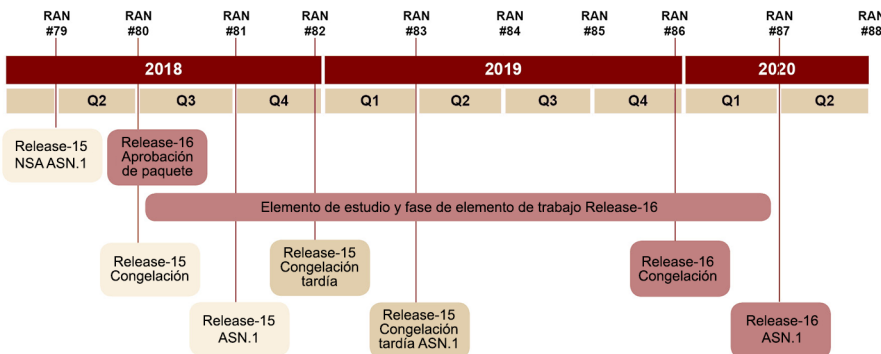 RAN #79
RAN #80
RAN #81
RAN #82
RAN #83
RAN #84
RAN #85
RAN #86
RAN #87
RAN #88
2018
2019
2020
Q2
Q3
Q4
Q1
Q2
Q3
Q4
Q1
Q2
Release-15
NSA ASN.1
Release-16
Aprobación
de paquete
Elemento de estudio y fase de elemento de trabajo Release-16
Release-15
Congelación
Release-15
Congelación
tardía
Release-16
Congelación
Release-15
ASN.1
Release-15
Congelación
tardía ASN.1
Release-16
ASN.1